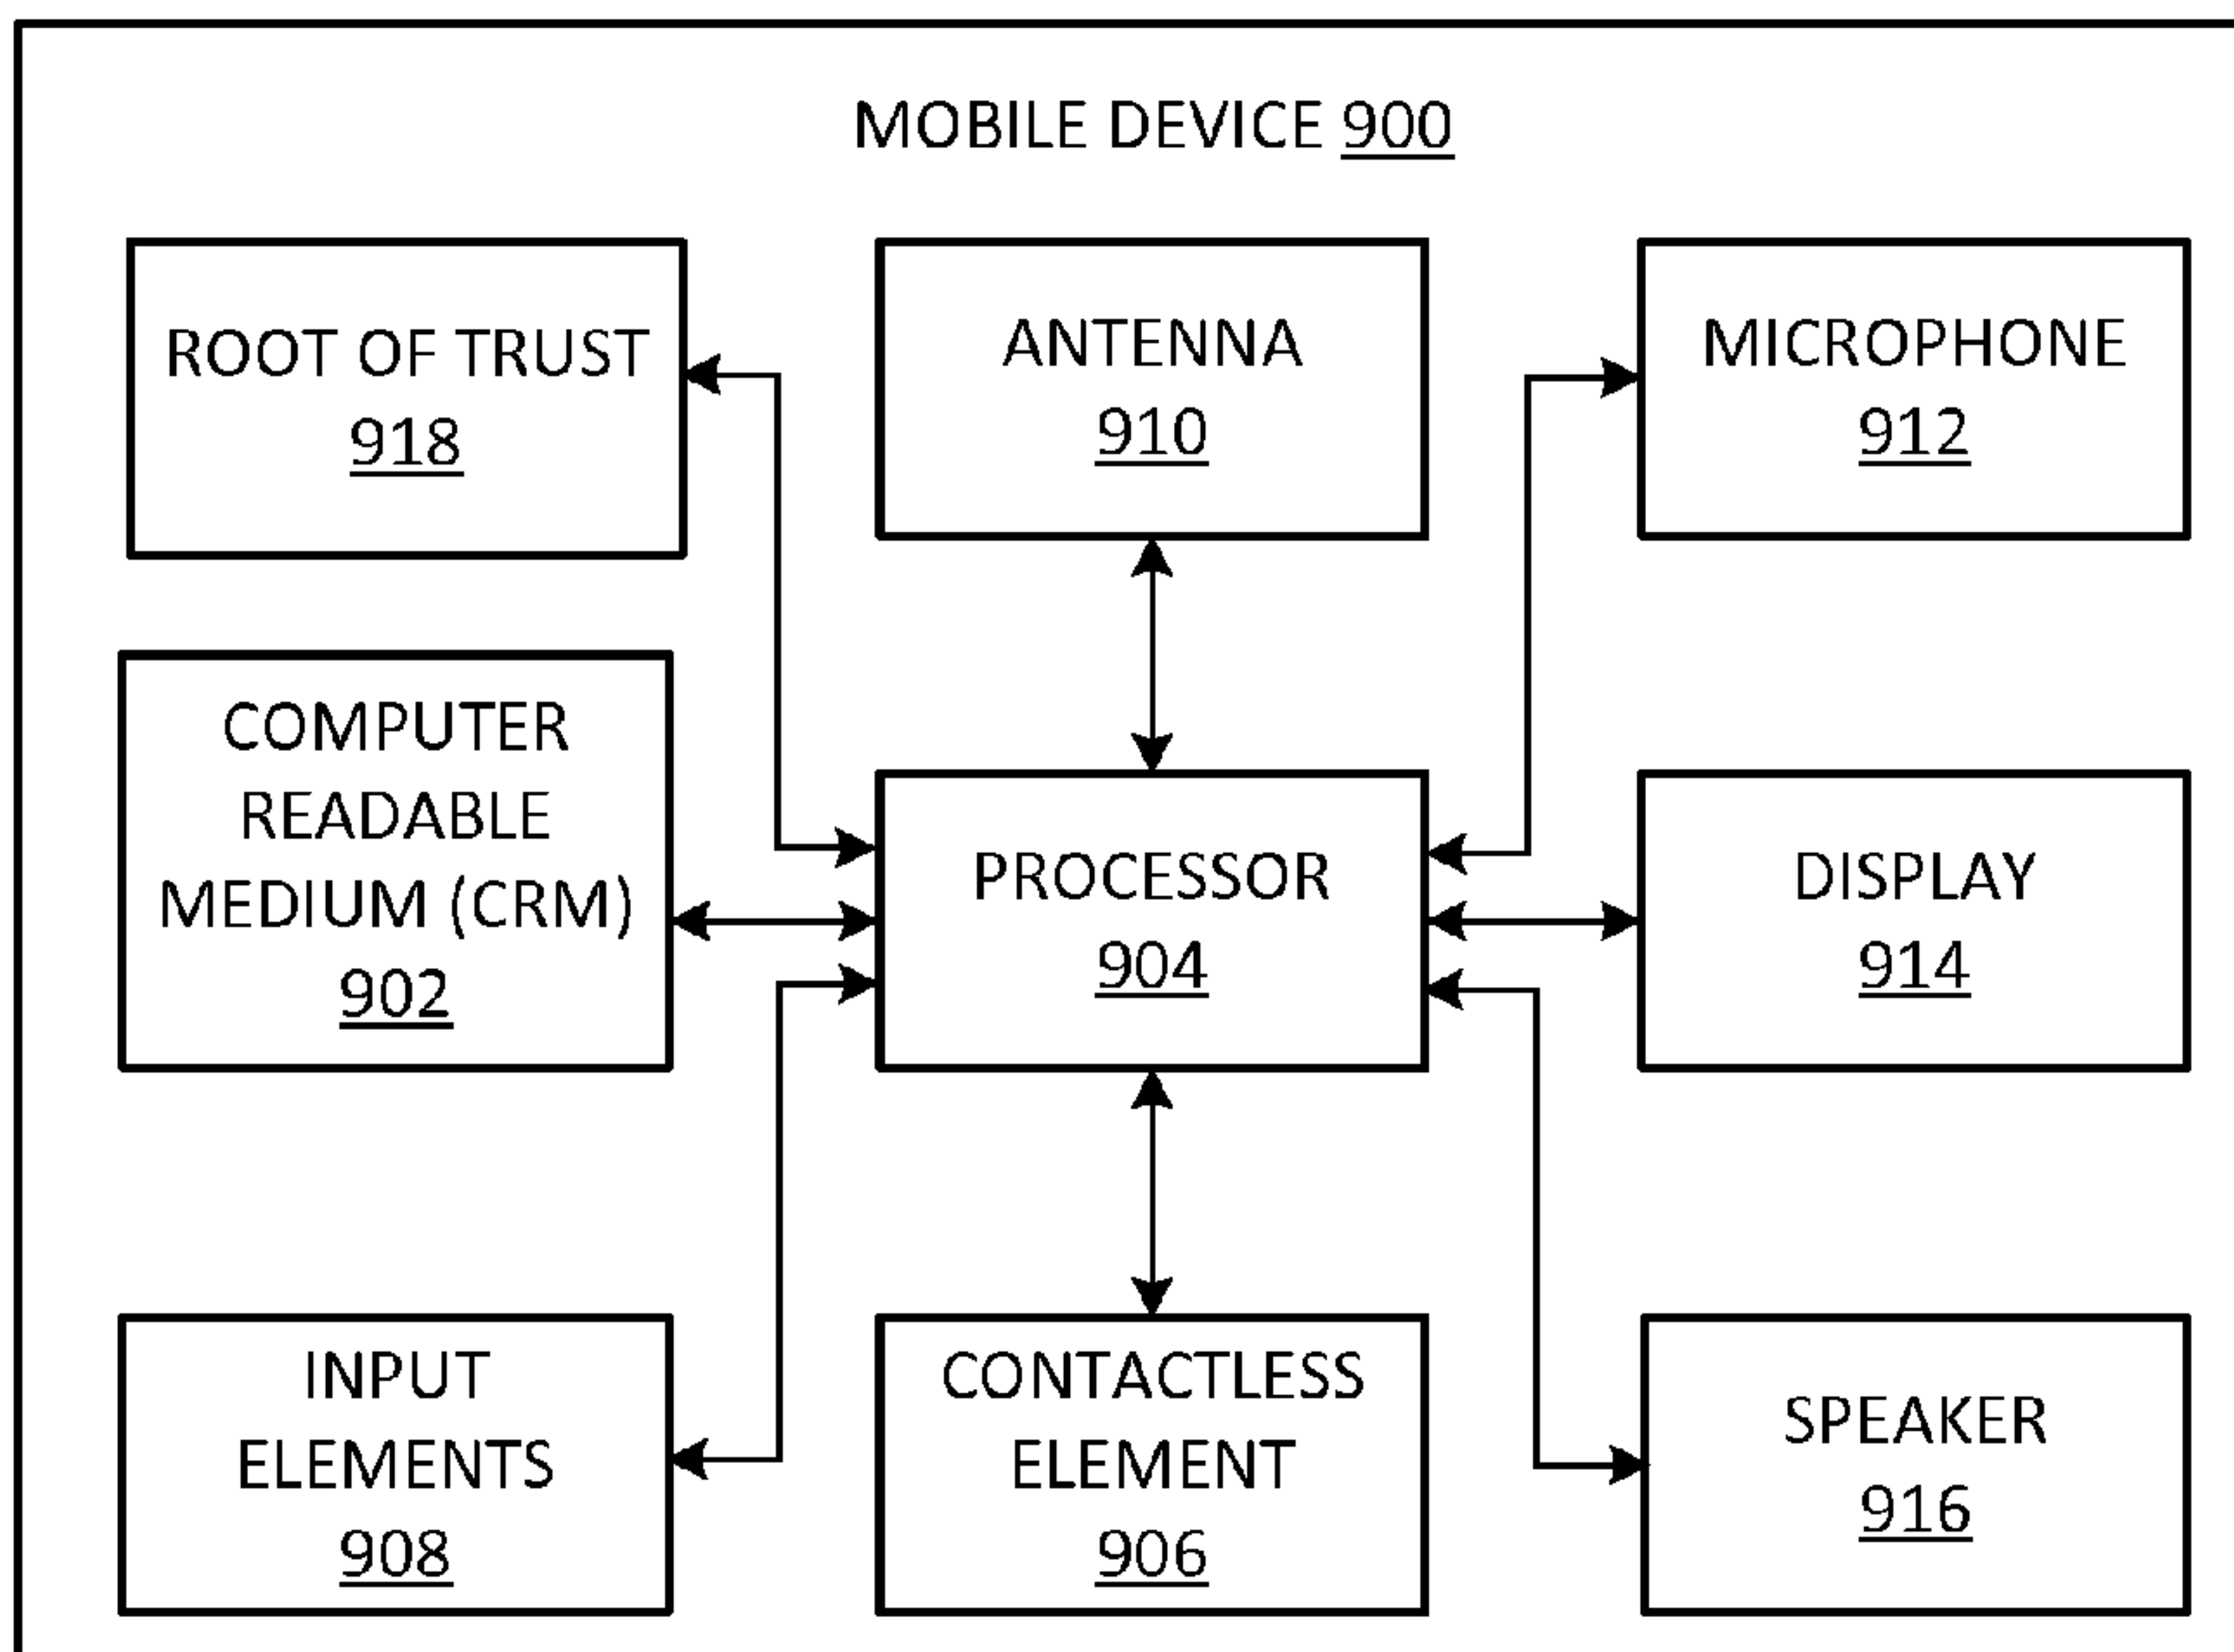 MOBILE DEVICE 900
ROOT OF TRUST
918
ANTENNA
910
MICROPHONE
912
COMPUTER
READABLE
MEDIUM (CRM)
902
PROCESSOR
904
DISPLAY
914
INPUT
ELEMENTS
908
CONTACTLESS
ELEMENT
906
SPEAKER
916